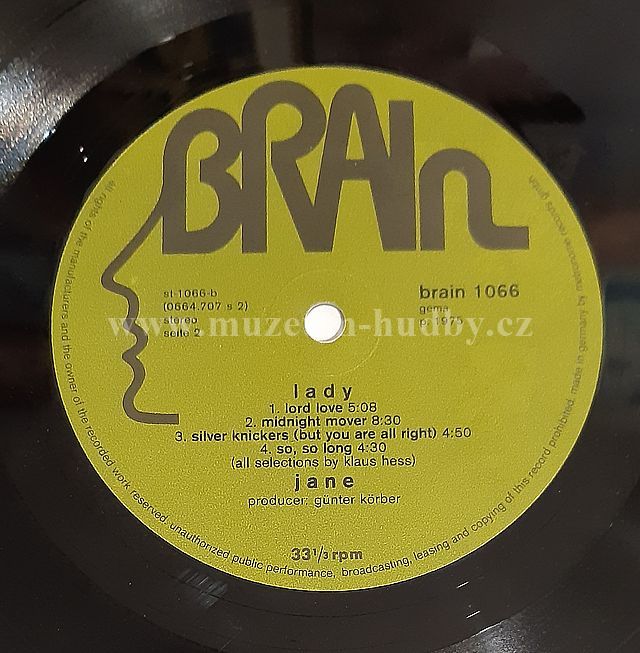 BRAIn
st-1066-b
(0664.707 s 2)
stereo
seite 2
brain 1066
gema
p. 1975
www.muzeum-hudby.cz
lady
1. lord love 5:08
2. midnight mover 8:30
3. silver knickers (but you are all right) 4:50
4. so, so long 4:30
(all selections by klaus hess)
jane
producer: günter körber
33 1/3 rpm
all rights of the manufacturers and the owner of the recorded work reserved. unauthorized public performance, broadcasting, leasing and copying of this record prohibited. made in germany by metronome records gmbh